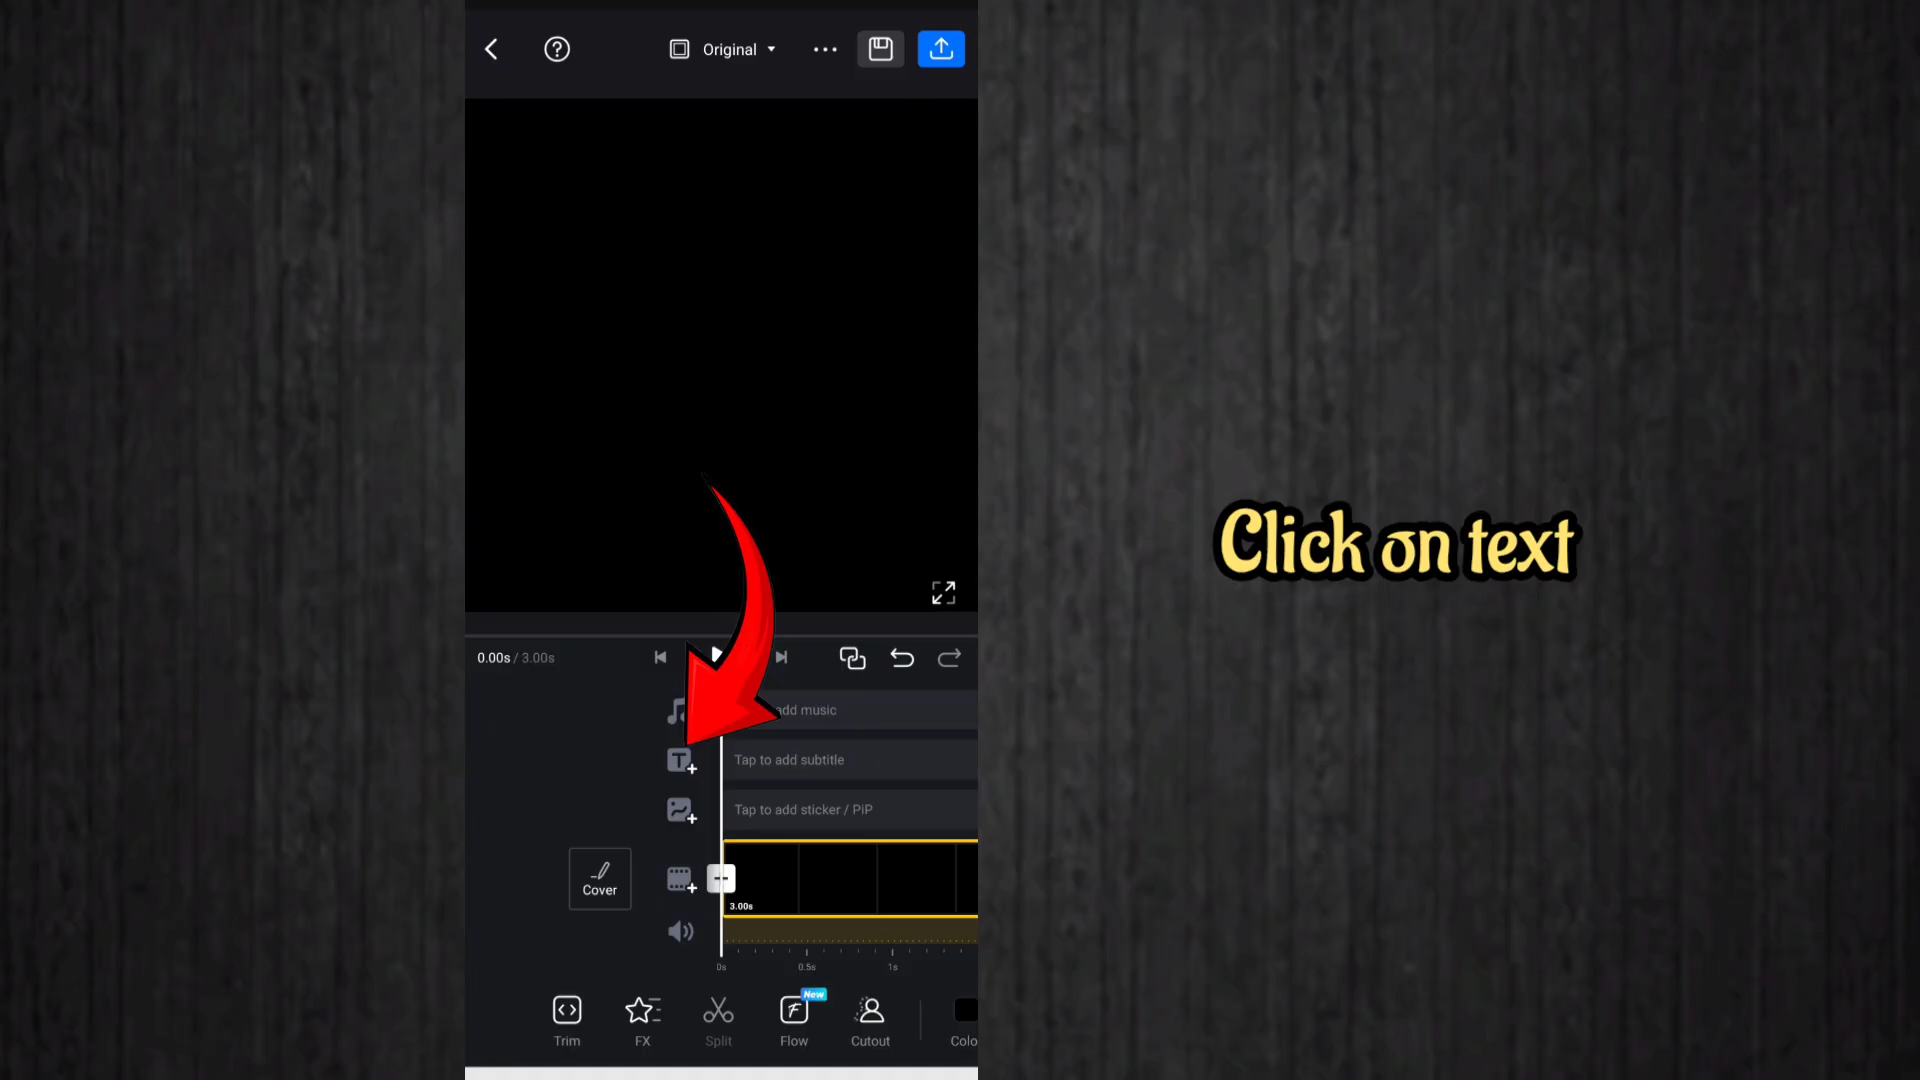 Original
Click on text
0.00s / 3.00s
add music
Tap to add subtitle
Tap to add sticker / PiP
Cover
3.00s
0s 0.5s 1s
New
Trim FX Split Flow Cutout Colo